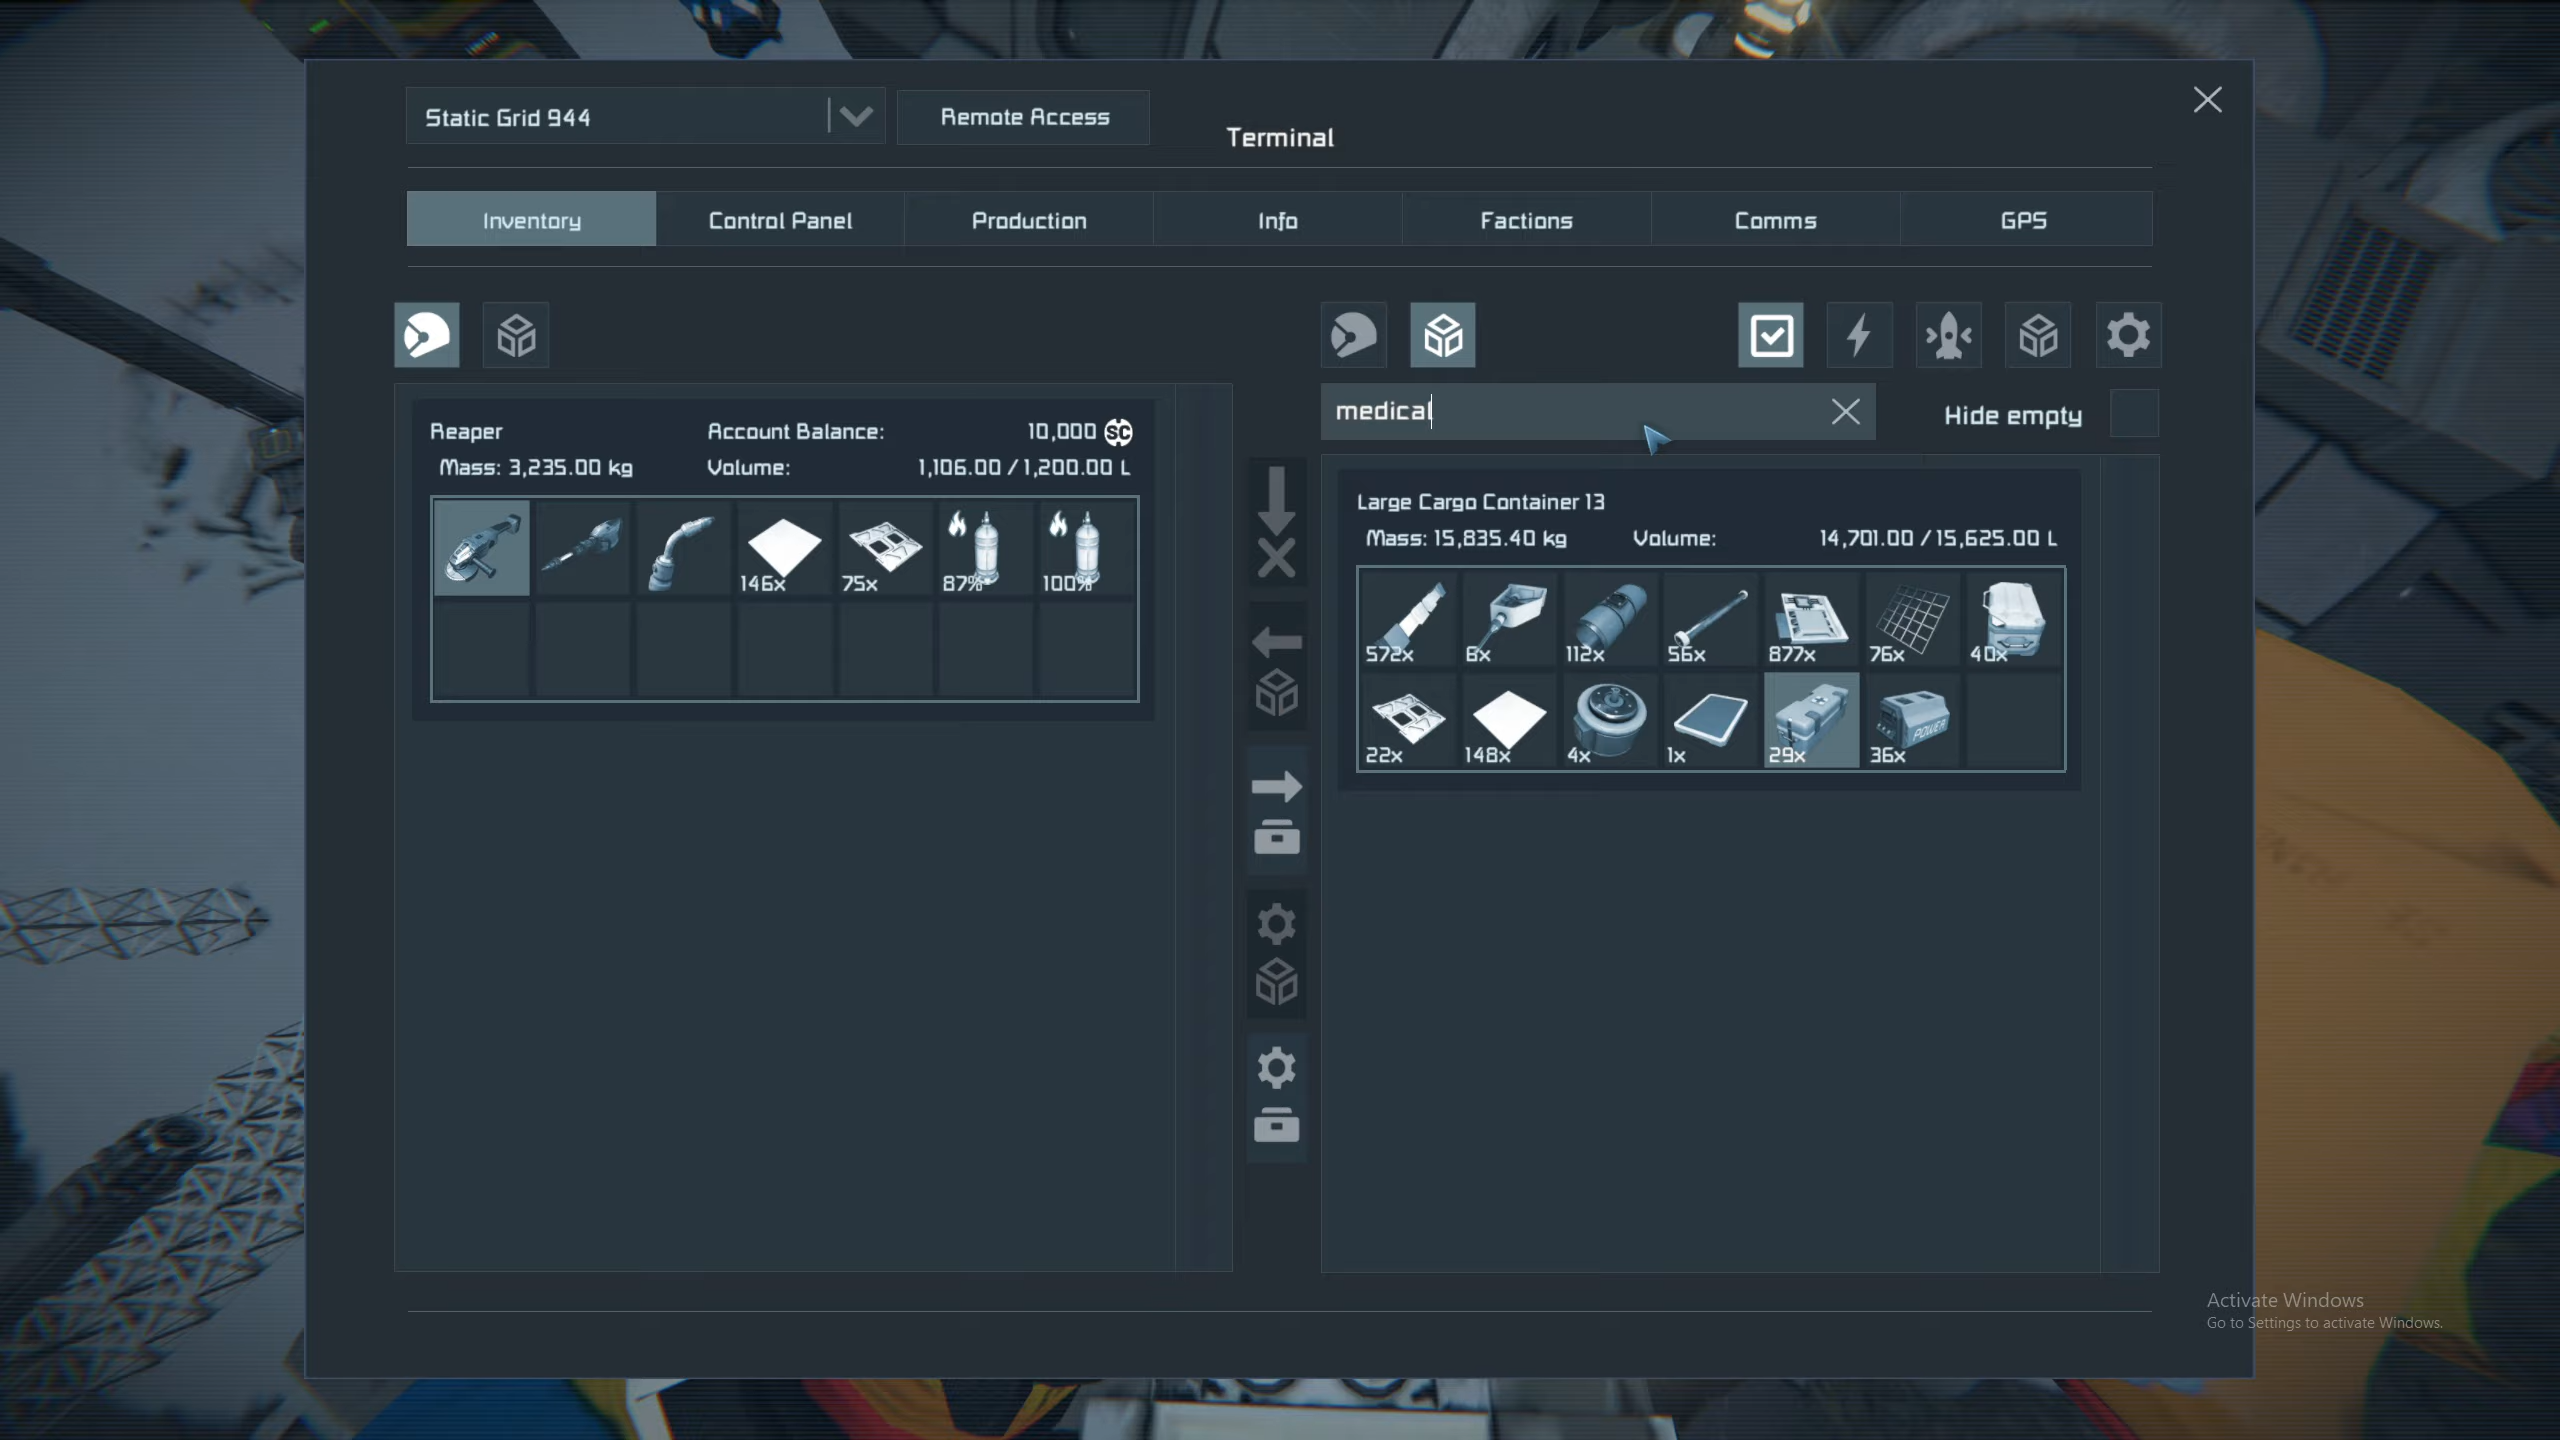 Static Grid 944
Remote Access
Terminal
Inventory
Control Panel
Production
Info
Factions
Comms
GPS
medical
Hide empty
Reaper
Account Balance:
10,000 SC
Mass: 3,235.00 kg
Volume:
1,106.00 / 1,200.00 L
146x
75x
87%
100%
Large Cargo Container 13
Mass: 15,835.40 kg
Volume:
14,701.00 / 15,625.00 L
572x
6x
112x
56x
877x
76x
40x
22x
148x
4x
1x
29x
36x
POWER
Activate Windows
Go to Settings to activate Windows.